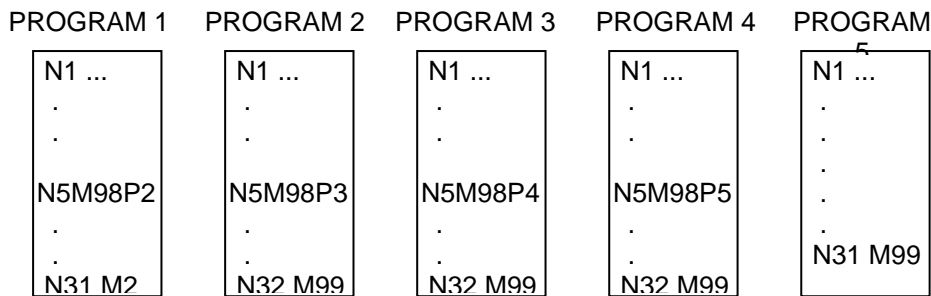 PROGRAM 1 PROGRAM 2 PROGRAM 3 PROGRAM 4 PROGRAM 5
N1 ... N1 ... N1 ... N1 ... N1 ...
. . . . .
. . . . .
.
N5M98P2 N5M98P3 N5M98P4 N5M98P5 .
. . . . .
. . . .
N31 M99
N31 M2 N32 M99 N32 M99 N32 M99